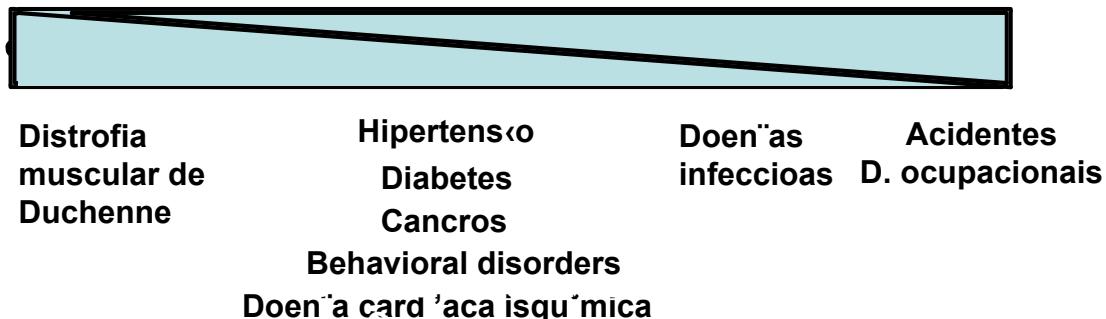 Distrofia
muscular de
Duchenne
Hipertens‹o
Diabetes
Cancros
Behavioral disorders
Doen¨a card ’aca isqu´mica
Doen¨as
infeccioas
Acidentes
D. ocupacionais